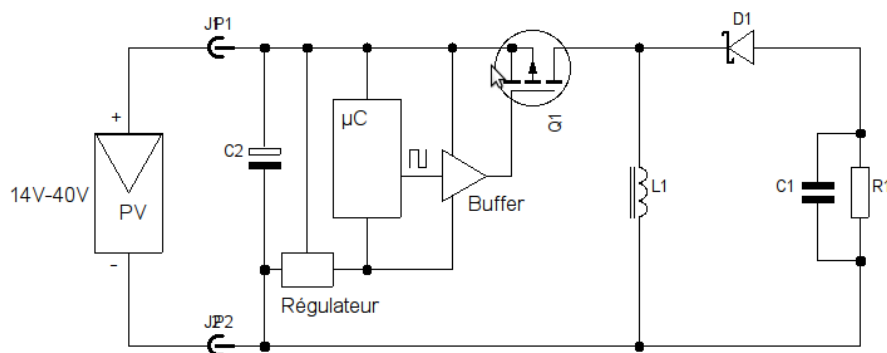 JP1
D1
+
µC
C2
Q1
14V-40V
PV
Buffer
L1
C1
R1
-
Régulateur
JP2